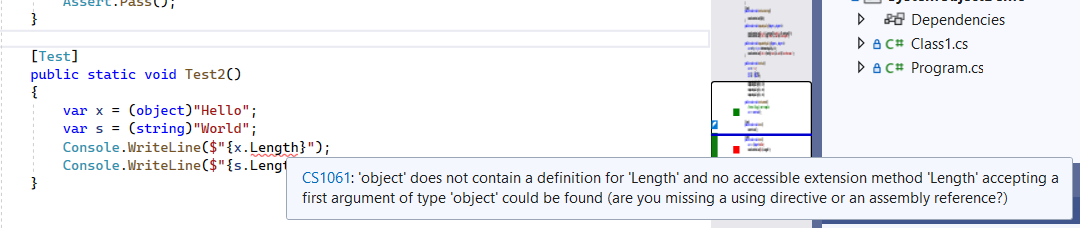 Assert.Pass();
}
[Test]
public static void Test2()
{
var x = (object)"Hello";
var s = (string)"World";
Console.WriteLine($"{x.Length}");
Console.WriteLine($"{s.Lengt
}
CS1061: 'object' does not contain a definition for 'Length' and no accessible extension method 'Length' accepting a
first argument of type 'object' could be found (are you missing a using directive or an assembly reference?)
Dependencies
C# Class1.cs
C# Program.cs